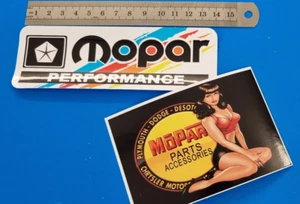 1 2 3 4 5 6 7 8 9 10 11 12 13 14 15
mopar
PERFORMANCE
PLYMOUTH · DODGE · DESOTO
MOPAR
PARTS
ACCESSORIES
CHRYSLER MOTORS